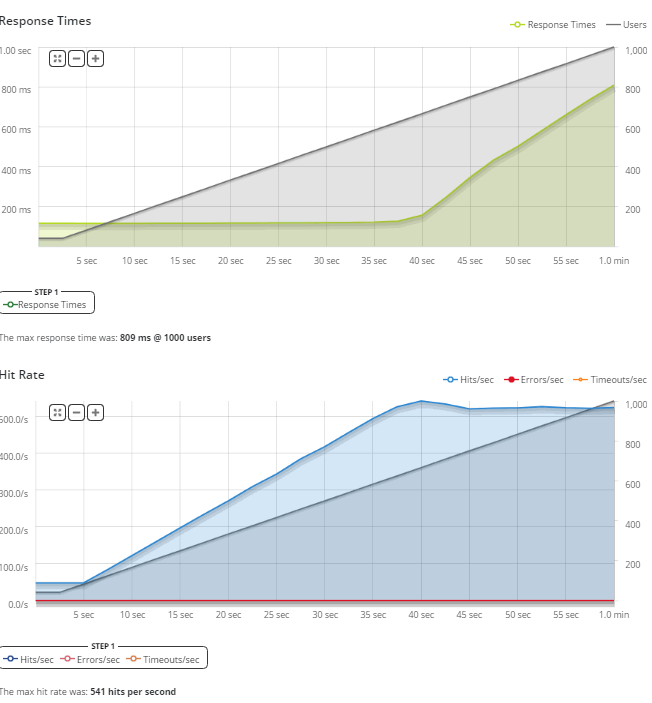 Response Times
Response Times Users
1.00 sec
800 ms
600 ms
400 ms
200 ms
1,000
800
600
400
200
5 sec 10 sec 15 sec 20 sec 25 sec 30 sec 35 sec 40 sec 45 sec 50 sec 55 sec 1.0 min
STEP 1
Response Times
The max response time was: 809 ms @ 1000 users
Hit Rate
Hits/sec Errors/sec Timeouts/sec
500.0/s
400.0/s
300.0/s
200.0/s
100.0/s
0.0/s
1,000
800
600
400
200
5 sec 10 sec 15 sec 20 sec 25 sec 30 sec 35 sec 40 sec 45 sec 50 sec 55 sec 1.0 min
STEP 1
Hits/sec Errors/sec Timeouts/sec
The max hit rate was: 541 hits per second